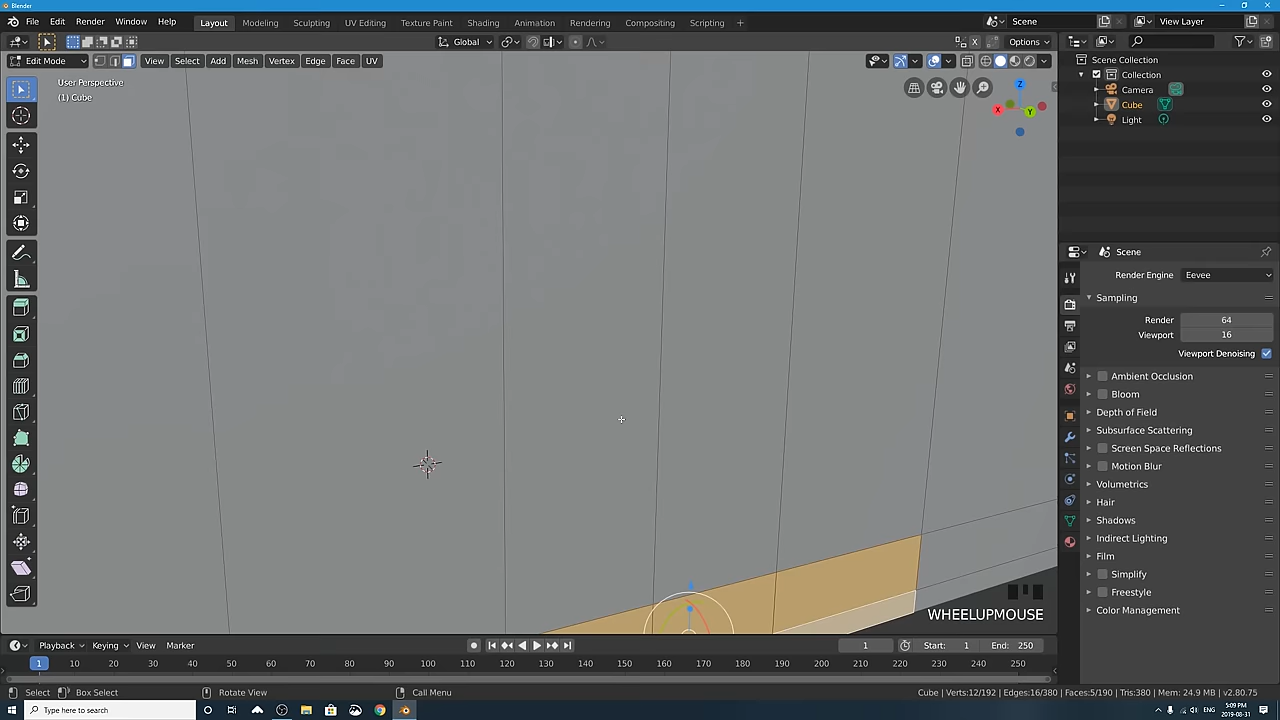 Blender
File Edit Render Window Help Layout Modeling Sculpting UV Editing Texture Paint Shading Animation Rendering Compositing Scripting + Scene View Layer
Global Options
Edit Mode View Select Add Mesh Vertex Edge Face UV
User Perspective
(1) Cube
Z
X
Y
Scene Collection
Collection
Camera
Cube
Light
Scene
Render Engine Eevee
Sampling
Render 64
Viewport 16
Viewport Denoising
Ambient Occlusion
Bloom
Depth of Field
Subsurface Scattering
Screen Space Reflections
Motion Blur
Volumetrics
Hair
Shadows
Indirect Lighting
Film
Simplify
Freestyle
Color Management
WHEELUPMOUSE
Playback Keying View Marker 1 Start: 1 End: 250
1 10 20 30 40 50 60 70 80 90 100 110 120 130 140 150 160 170 180 190 200 210 220 230 240 250
Select Box Select Rotate View Call Menu Cube | Verts:12/192 | Edges:16/380 | Faces:5/190 | Tris:380 | Mem: 24.9 MB | v2.80.75
Type here to search ENG 5:09 PM
2019-08-31